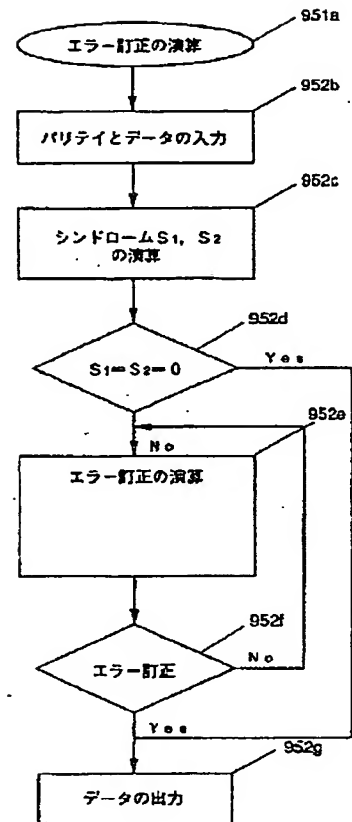 951a
エラー訂正の演算
952b
パリテイとデータの入力
952c
シンドロームS1, S2
の演算
952d
S1=S2=0
Yes
952e
No
エラー訂正の演算
952f
エラー訂正
No
Yes
952g
データの出力